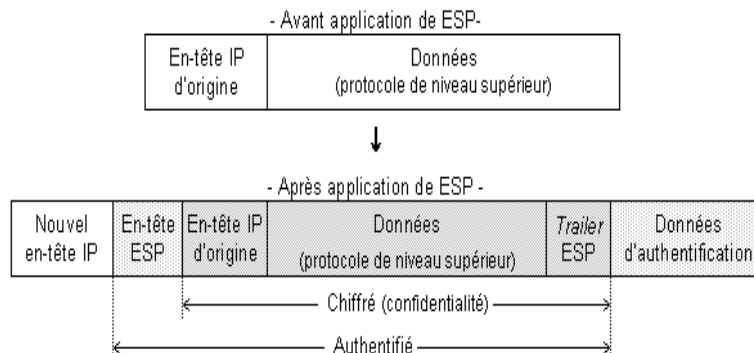 - Avant application de ESP-
En-tête IP
d'origine
Données
(protocole de niveau supérieur)
- Après application de ESP -
Nouvel
en-tête IP
En-tête
ESP
En-tête IP
d'origine
Données
(protocole de niveau supérieur)
Trailer
ESP
Données
d'authentification
Chiffré (confidentialité)
Authentifié